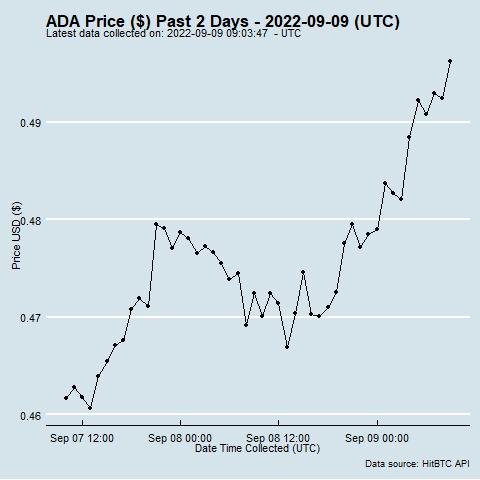 ADA Price ($) Past 2 Days - 2022-09-09 (UTC)
Latest data collected on: 2022-09-09 09:03:47  - UTC
0.49
0.48
Price USD ($)
0.47
0.46
Sep 07 12:00 Sep 08 00:00 Sep 08 12:00 Sep 09 00:00
Date Time Collected (UTC)
Data source: HitBTC API